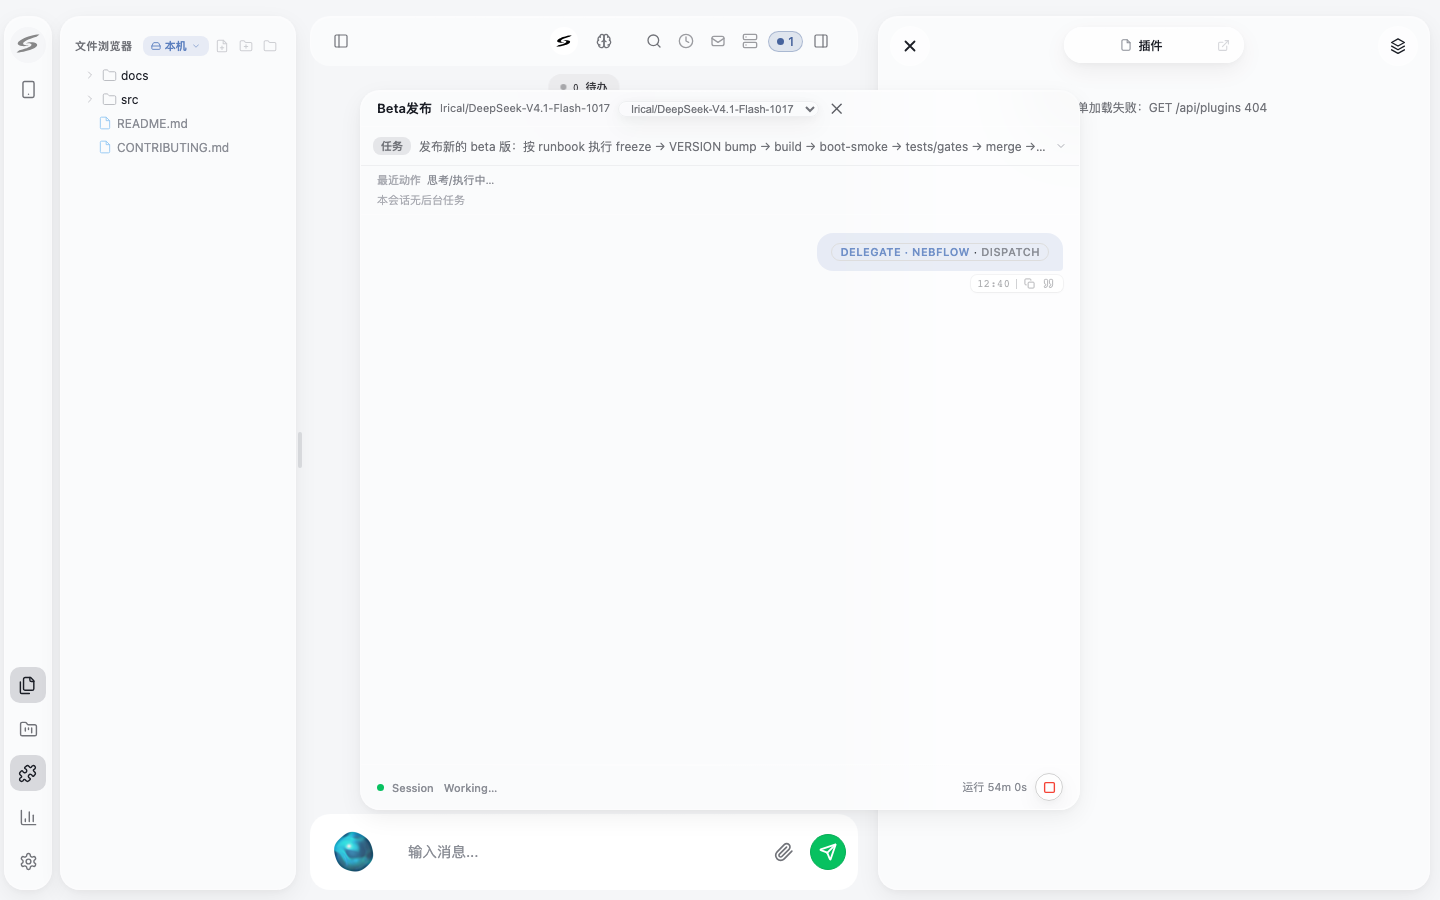 文件浏览器
本机
docs
src
README.md
CONTRIBUTING.md
1
0 待办
Beta发布 lrical/DeepSeek-V4.1-Flash-1017 lrical/DeepSeek-V4.1-Flash-1017
任务 发布新的 beta 版：按 runbook 执行 freeze → VERSION bump → build → boot-smoke → tests/gates → merge →...
最近动作 思考/执行中...
本会话无后台任务
DELEGATE · NEBFLOW · DISPATCH
12:40
Session Working... 运行 54m 0s
输入消息...
插件
单加载失败：GET /api/plugins 404